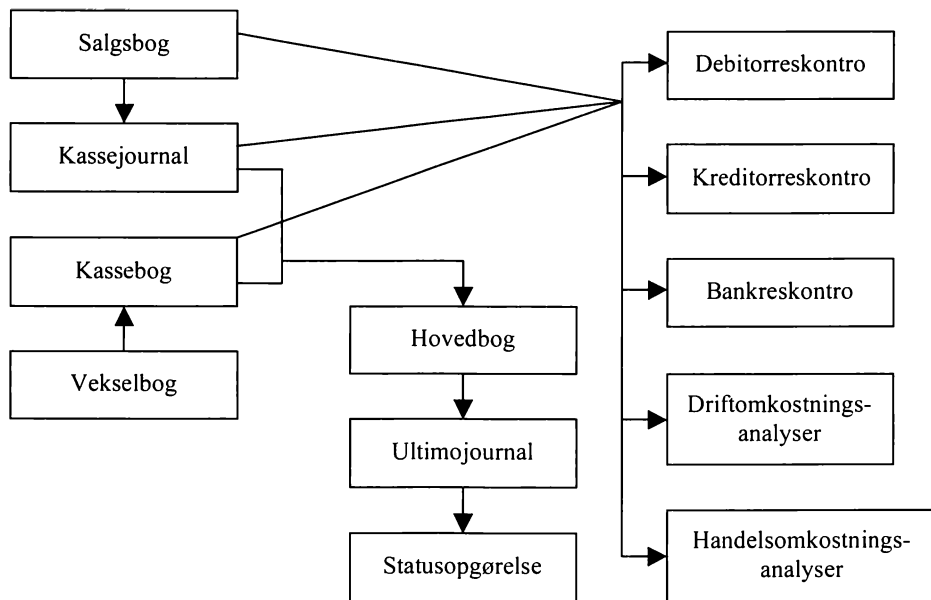 Salgsbog
Kassejournal
Kassebog
Vekselbog
Hovedbog
Ultimojournal
Statusopgørelse
Debitorreskontro
Kreditorreskontro
Bankreskontro
Driftomkostnings-
analyser
Handelsomkostnings-
analyser